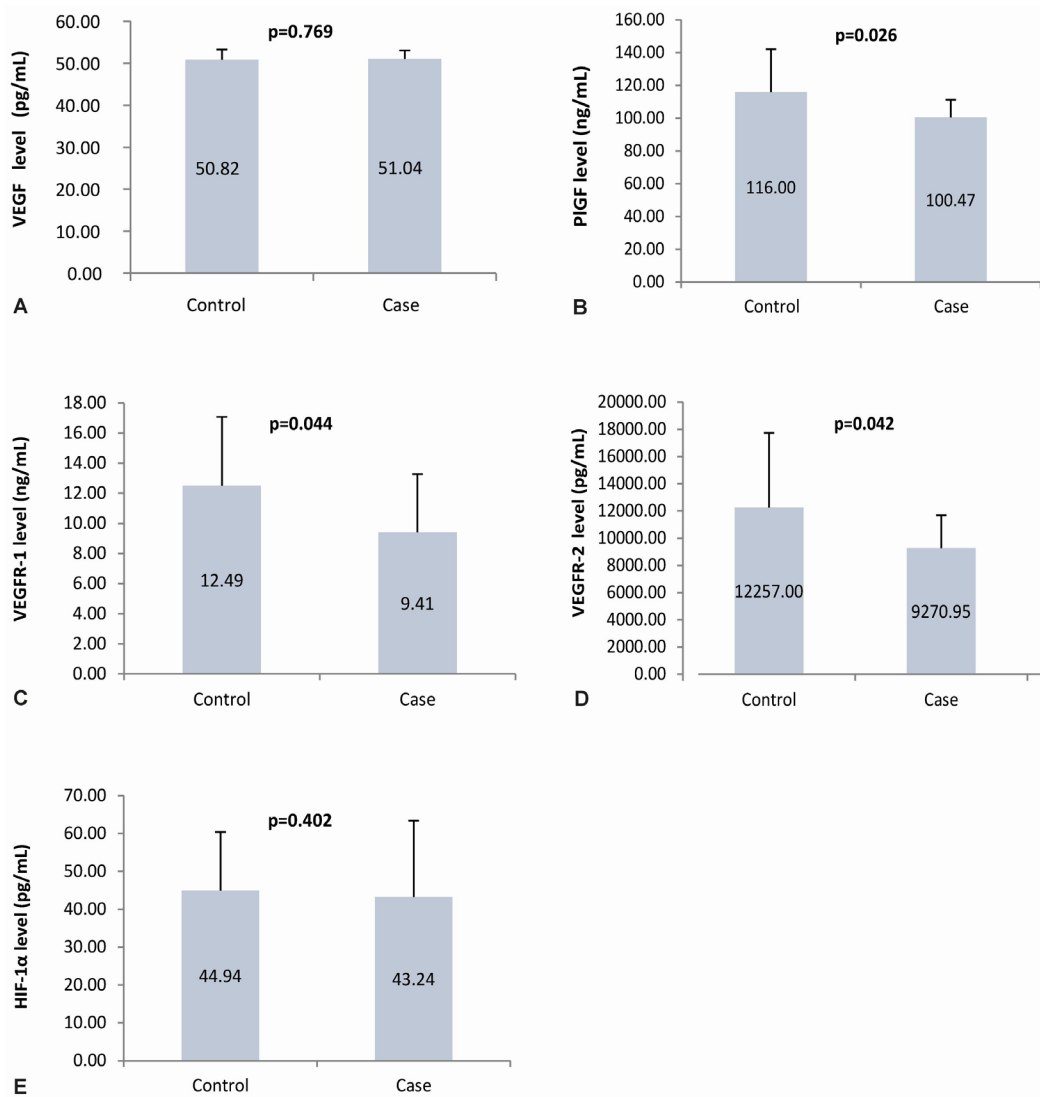 60.00
50.00
40.00
30.00
20.00
10.00
0.00
VEGF level (pg/mL)
p=0.769
50.82
51.04
Control Case
A
160.00
140.00
120.00
100.00
80.00
60.00
40.00
20.00
0.00
PlGF level (ng/mL)
p=0.026
116.00
100.47
Control Case
B
18.00
16.00
14.00
12.00
10.00
8.00
6.00
4.00
2.00
0.00
VEGFR-1 level (ng/mL)
p=0.044
12.49
9.41
Control Case
C
20000.00
18000.00
16000.00
14000.00
12000.00
10000.00
8000.00
6000.00
4000.00
2000.00
0.00
VEGFR-2 level (pg/mL)
p=0.042
12257.00
9270.95
Control Case
D
70.00
60.00
50.00
40.00
30.00
20.00
10.00
0.00
HIF-1α level (pg/mL)
p=0.402
44.94
43.24
Control Case
E